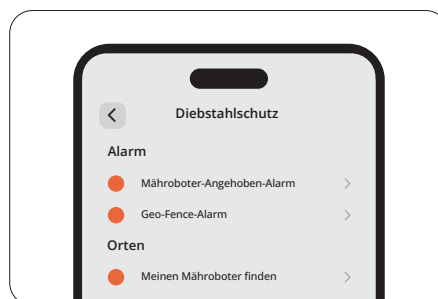 Diebstahlschutz
Alarm
Mähroboter-Angehoben-Alarm
Geo-Fence-Alarm
Orten
Meinen Mähroboter finden